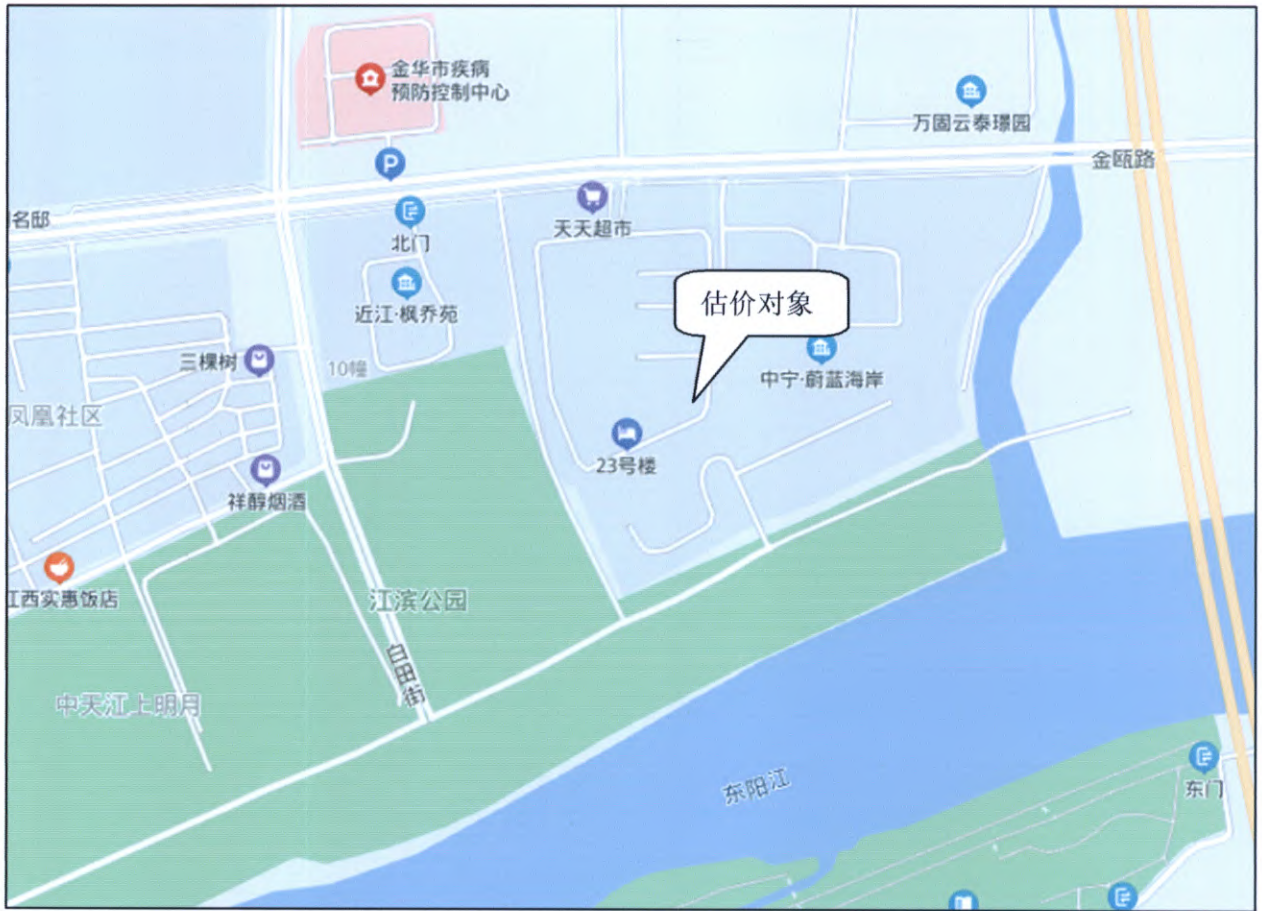 金华市疾病
预防控制中心
万固云泰璟园
P
金瓯路
名邸
天天超市
北门
估价对象
近江·枫乔苑
三棵树
10幢
中宁·蔚蓝海岸
凤凰社区
23号楼
祥醇烟酒
江西实惠饭店
江滨公园
白田街
中天江上明月
东阳江
东门